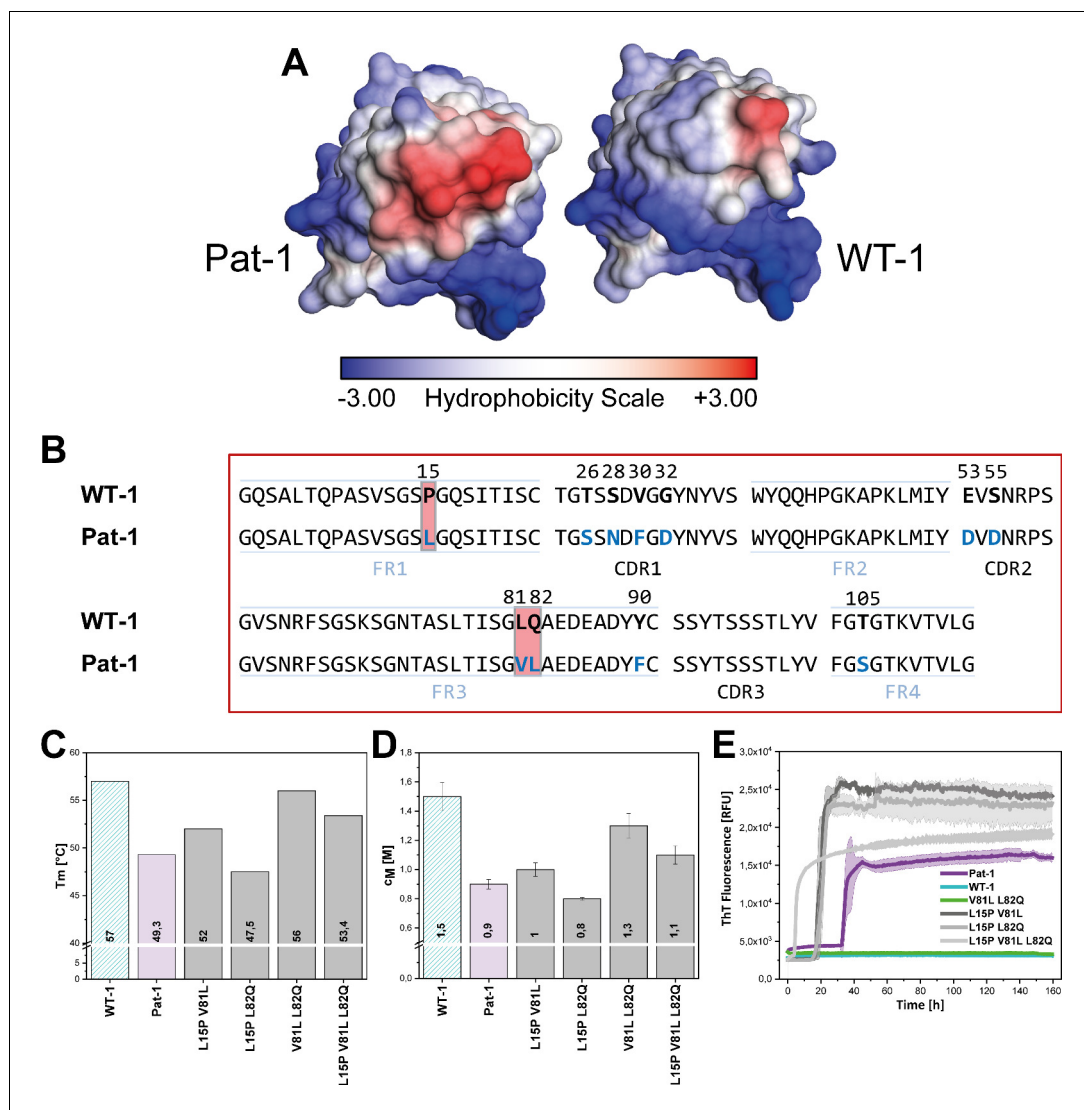 A
Pat-1
WT-1
-3.00 Hydrophobicity Scale +3.00
B
15 26 28 30 32 53 55
WT-1 GQSALTQPASVSGSPGQSITISC TGTSSDVGGYNYVS WYQQHPGKAPKLMIY EVSNRPS
Pat-1 GQSALTQPASVSGSLGQSITISC TGSSNDFGDYNYVS WYQQHPGKAPKLMIY DVDNRPS
FR1 CDR1 FR2 CDR2
81 82 90 105
WT-1 GVSNRFSGSKSGNTASLTISGLQAEDEADYYC SSYTSSSTLYV FGTGTKVTVLG
Pat-1 GVSNRFSGSKSGNTASLTISGVLAEDEADYFC SSYTSSSTLYV FGSGTKVTVLG
FR3 CDR3 FR4
C
Tm [°C]
60
55
50
45
40
5
0
57
49,3
52
47,5
56
53,4
WT-1
Pat-1
L15P V81L
L15P L82Q
V81L L82Q
L15P V81L L82Q
D
cM [M]
1,8
1,6
1,4
1,2
1,0
0,8
0,6
0,0
1,5
0,9
1
0,8
1,3
1,1
WT-1
Pat-1
L15P V81L
L15P L82Q
V81L L82Q
L15P V81L L82Q
E
ThT Fluorescence [RFU]
3,0x10⁴
2,5x10⁴
2,0x10⁴
1,5x10⁴
1,0x10⁴
5,0x10³
0,0
Pat-1
WT-1
V81L L82Q
L15P V81L
L15P L82Q
L15P V81L L82Q
0 20 40 60 80 100 120 140 160
Time [h]